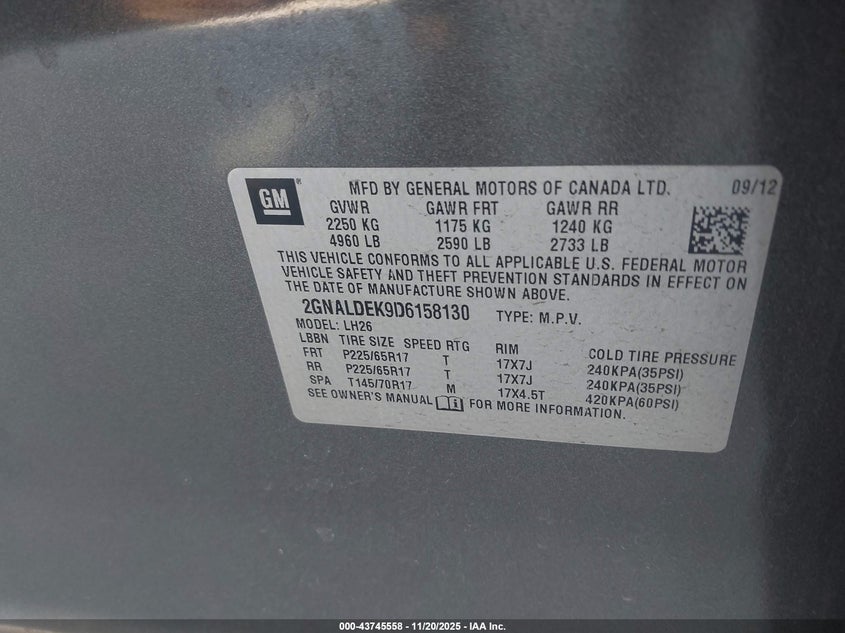 GM
MFD BY GENERAL MOTORS OF CANADA LTD. 09/12
GVWR GAWR FRT GAWR RR
2250 KG 1175 KG 1240 KG
4960 LB 2590 LB 2733 LB
THIS VEHICLE CONFORMS TO ALL APPLICABLE U.S. FEDERAL MOTOR
VEHICLE SAFETY AND THEFT PREVENTION STANDARDS IN EFFECT ON
THE DATE OF MANUFACTURE SHOWN ABOVE.
2GNALDEK9D6158130 TYPE: M.P.V.
MODEL: LH26
LBBN TIRE SIZE SPEED RTG RIM COLD TIRE PRESSURE
FRT P225/65R17 T 17X7J 240KPA(35PSI)
RR P225/65R17 T 17X7J 240KPA(35PSI)
SPA T145/70R17 M 17X4.5T 420KPA(60PSI)
SEE OWNER'S MANUAL FOR MORE INFORMATION.
000-43745558 - 11/20/2025 - IAA Inc.